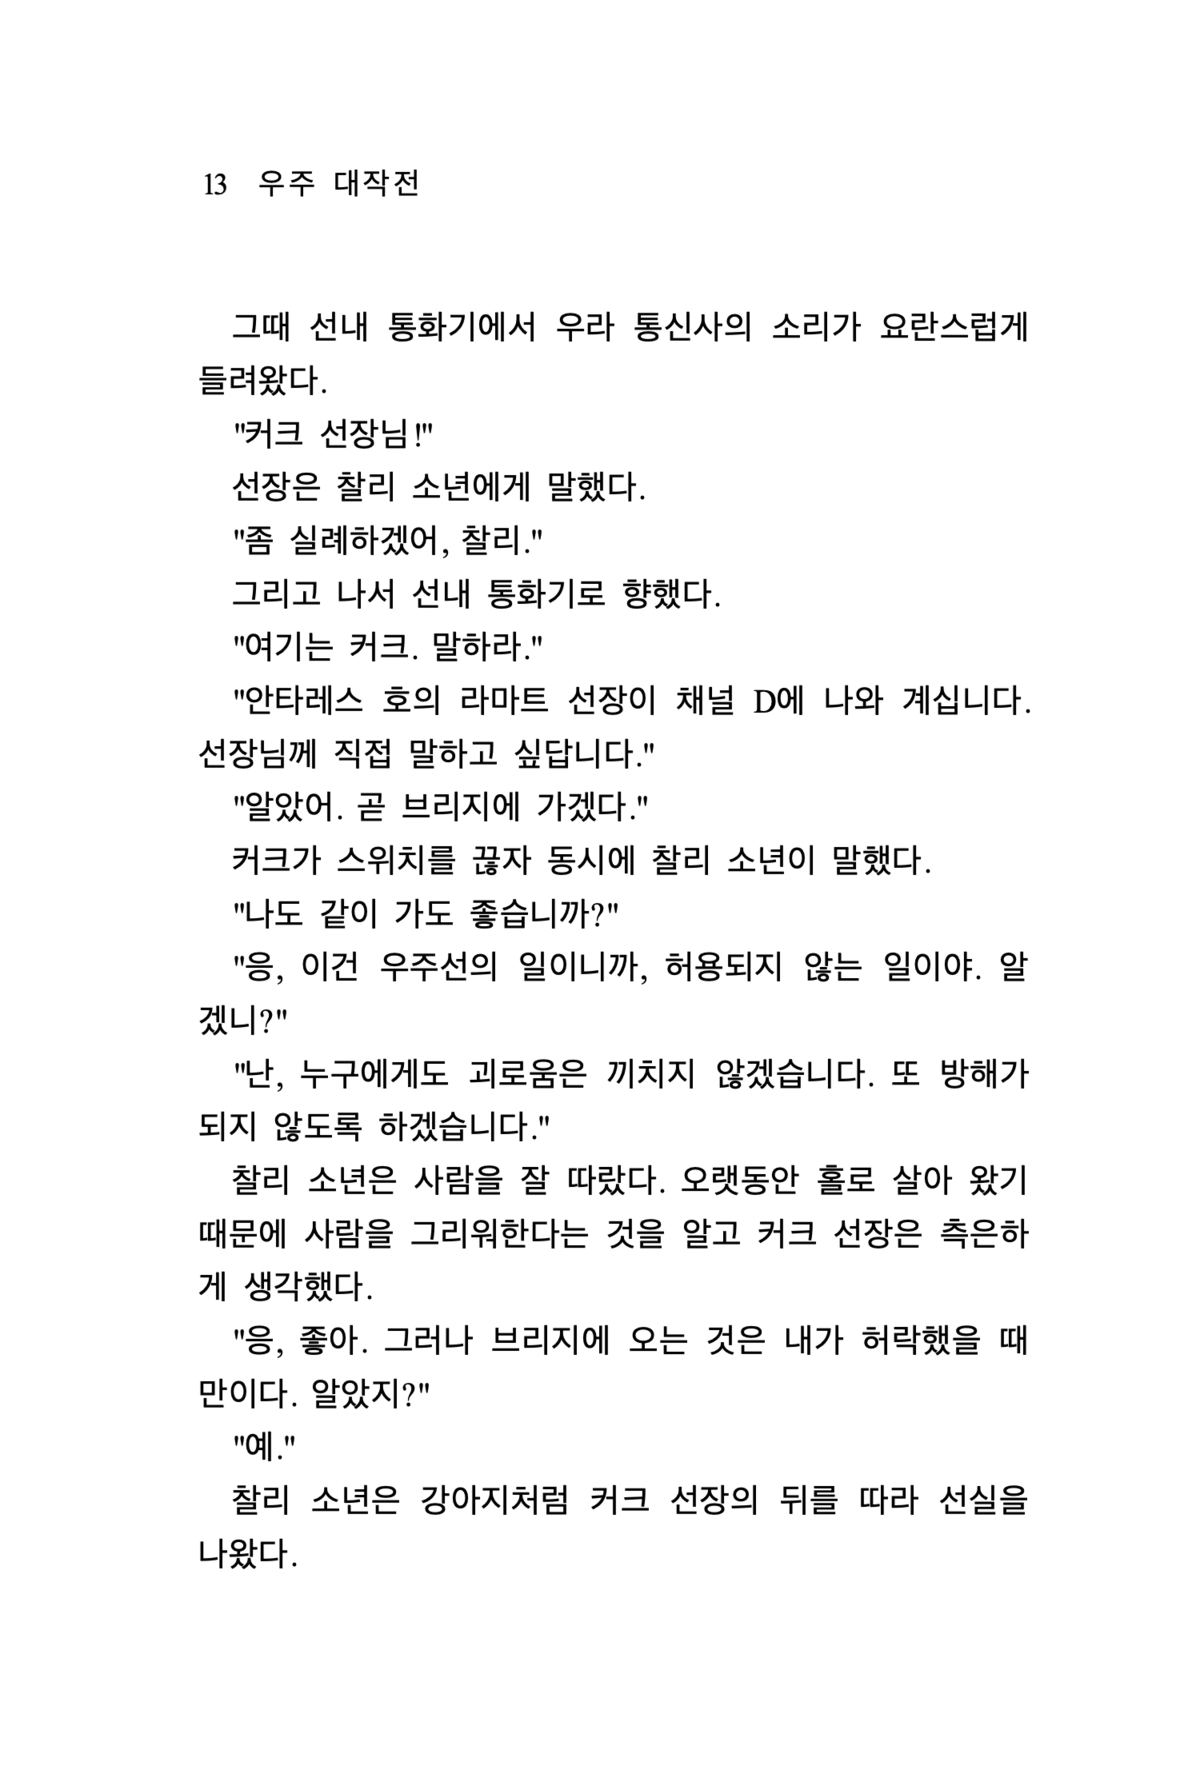 13 우주 대작전
그때 선내 통화기에서 우라 통신사의 소리가 요란스럽게
들려왔다.
"커크 선장님!"
선장은 찰리 소년에게 말했다.
"좀 실례하겠어, 찰리."
그리고 나서 선내 통화기로 향했다.
"여기는 커크. 말하라."
"안타레스 호의 라마트 선장이 채널 D에 나와 계십니다.
선장님께 직접 말하고 싶답니다."
"알았어. 곧 브리지에 가겠다."
커크가 스위치를 끊자 동시에 찰리 소년이 말했다.
"나도 같이 가도 좋습니까?"
"응, 이건 우주선의 일이니까, 허용되지 않는 일이야. 알
겠니?"
"난, 누구에게도 괴로움은 끼치지 않겠습니다. 또 방해가
되지 않도록 하겠습니다."
찰리 소년은 사람을 잘 따랐다. 오랫동안 홀로 살아 왔기
때문에 사람을 그리워한다는 것을 알고 커크 선장은 측은하
게 생각했다.
"응, 좋아. 그러나 브리지에 오는 것은 내가 허락했을 때
만이다. 알았지?"
"예."
찰리 소년은 강아지처럼 커크 선장의 뒤를 따라 선실을
나왔다.